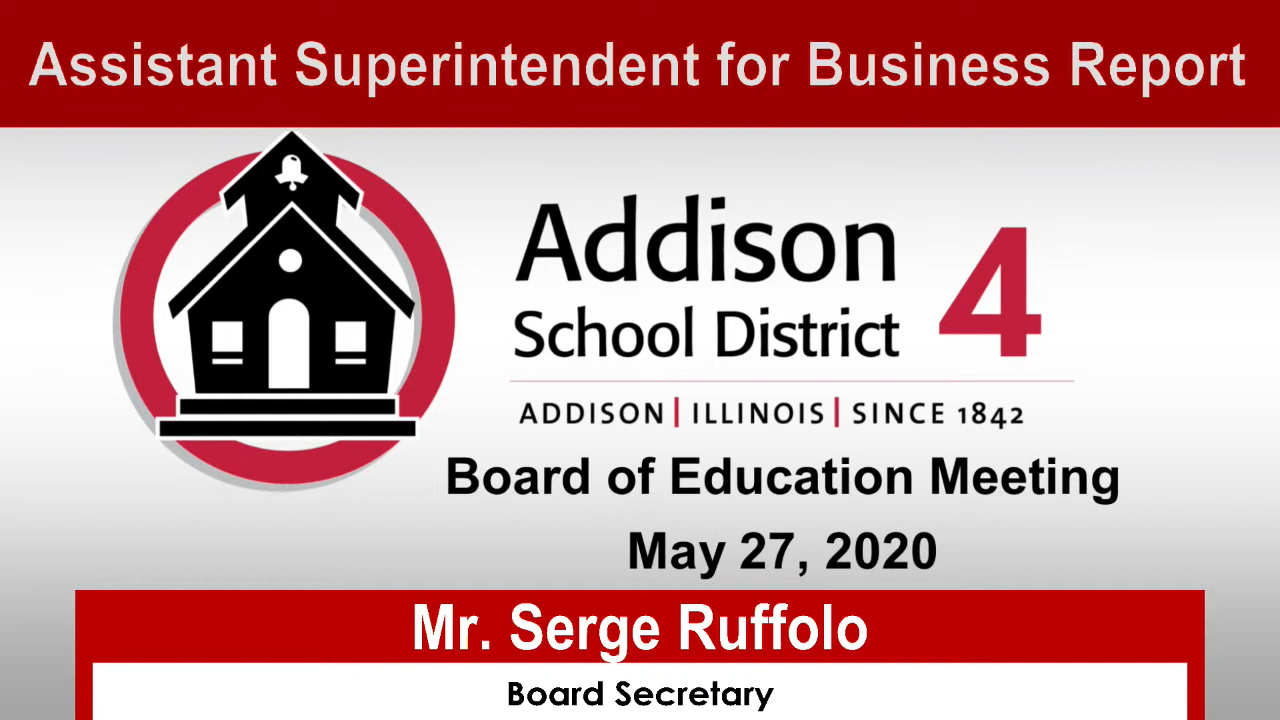 Assistant Superintendent for Business Report
Addison
School District 4
ADDISON | ILLINOIS | SINCE 1842
Board of Education Meeting
May 27, 2020
Mr. Serge Ruffolo
Board Secretary